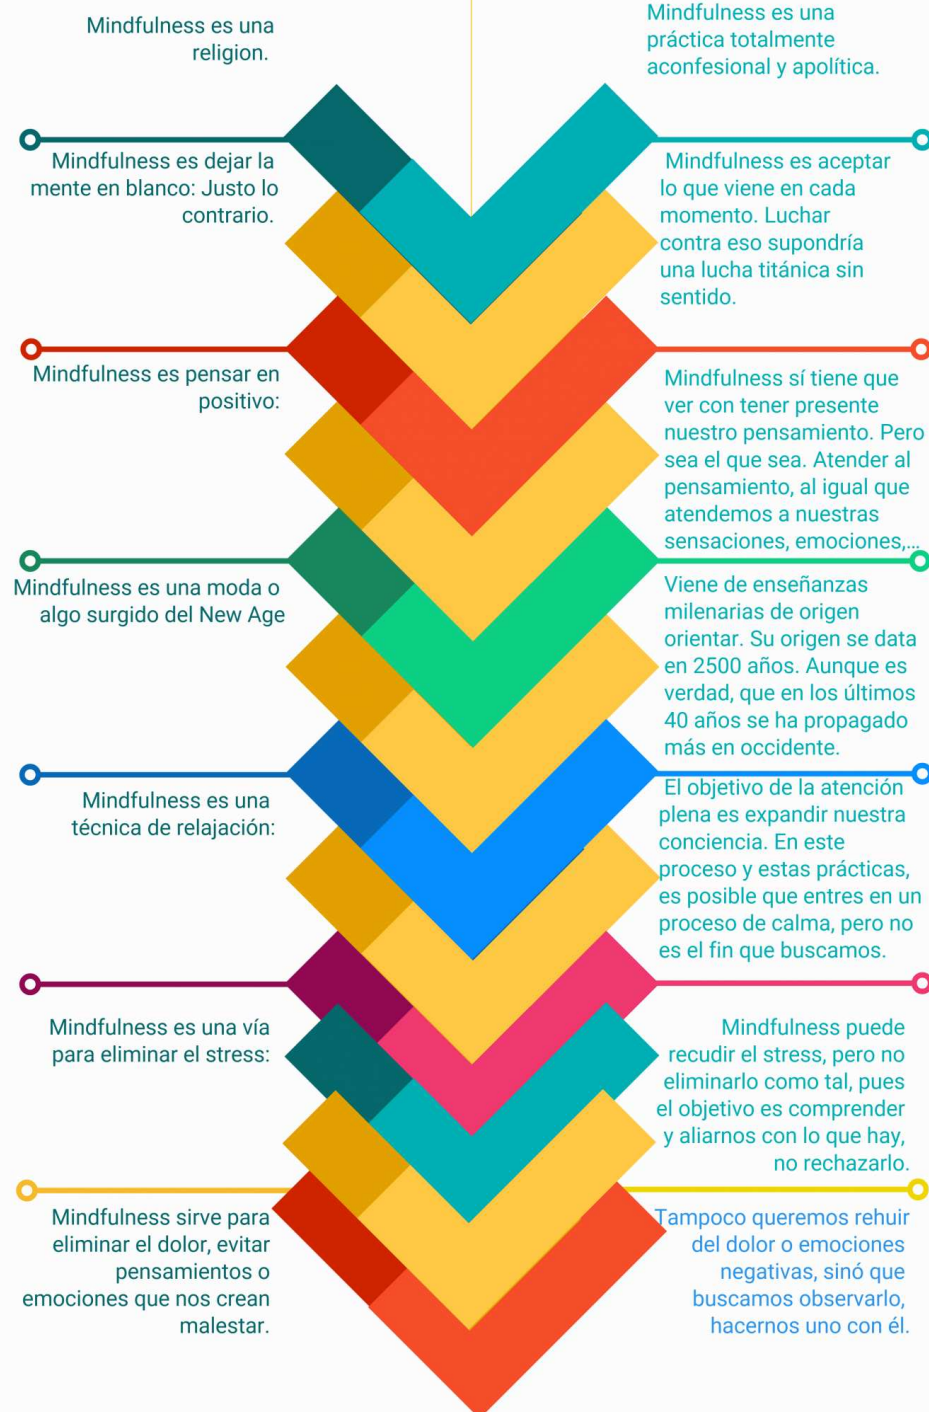 Mindfulness es una
religion.
Mindfulness es una
práctica totalmente
aconfesional y apolítica.
Mindfulness es dejar la
mente en blanco: Justo lo
contrario.
Mindfulness es aceptar
lo que viene en cada
momento. Luchar
contra eso supondría
una lucha titánica sin
sentido.
Mindfulness es pensar en
positivo:
Mindfulness sí tiene que
ver con tener presente
nuestro pensamiento. Pero
sea el que sea. Atender al
pensamiento, al igual que
atendemos a nuestras
sensaciones, emociones,...
Mindfulness es una moda o
algo surgido del New Age
Viene de enseñanzas
milenarias de origen
orientar. Su origen se data
en 2500 años. Aunque es
verdad, que en los últimos
40 años se ha propagado
más en occidente.
Mindfulness es una
técnica de relajación:
El objetivo de la atención
plena es expandir nuestra
conciencia. En este
proceso y estas prácticas,
es posible que entres en un
proceso de calma, pero no
es el fin que buscamos.
Mindfulness es una vía
para eliminar el stress:
Mindfulness puede
recudir el stress, pero no
eliminarlo como tal, pues
el objetivo es comprender
y aliarnos con lo que hay,
no rechazarlo.
Mindfulness sirve para
eliminar el dolor, evitar
pensamientos o
emociones que nos crean
malestar.
Tampoco queremos rehuir
del dolor o emociones
negativas, sinó que
buscamos observarlo,
hacernos uno con él.